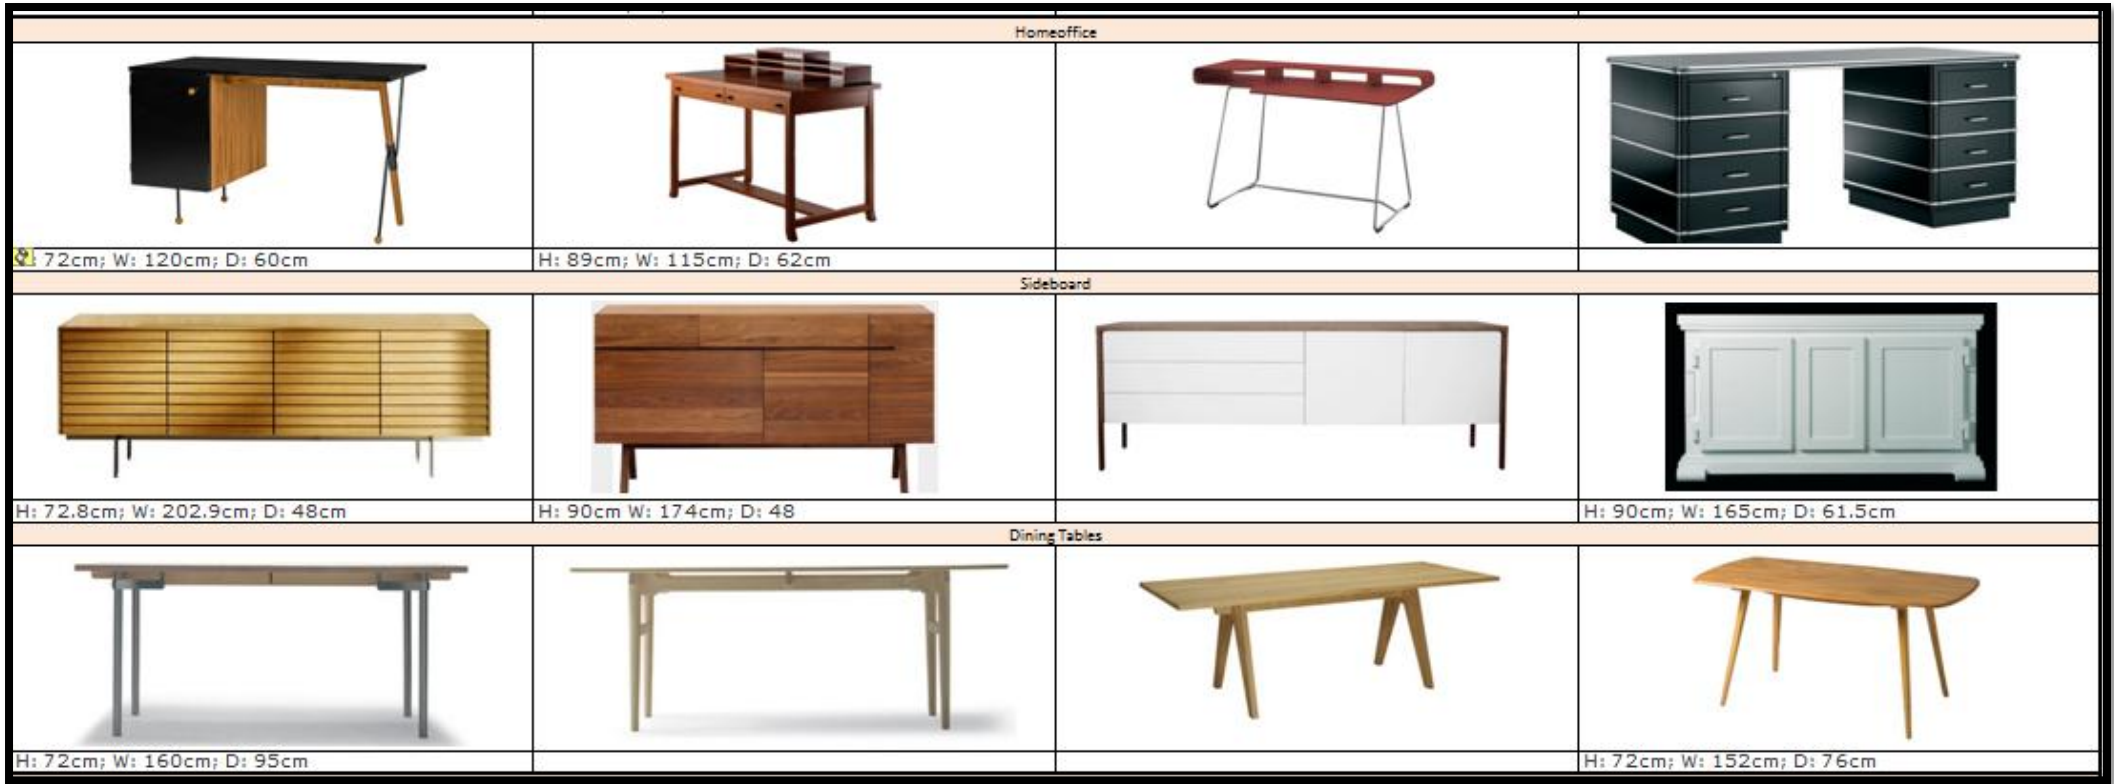 Homeoffice
: 72cm; W: 120cm; D: 60cm
H: 89cm; W: 115cm; D: 62cm
Sideboard
H: 72.8cm; W: 202.9cm; D: 48cm
H: 90cm W: 174cm; D: 48
H: 90cm; W: 165cm; D: 61.5cm
Dining Tables
H: 72cm; W: 160cm; D: 95cm
H: 72cm; W: 152cm; D: 76cm